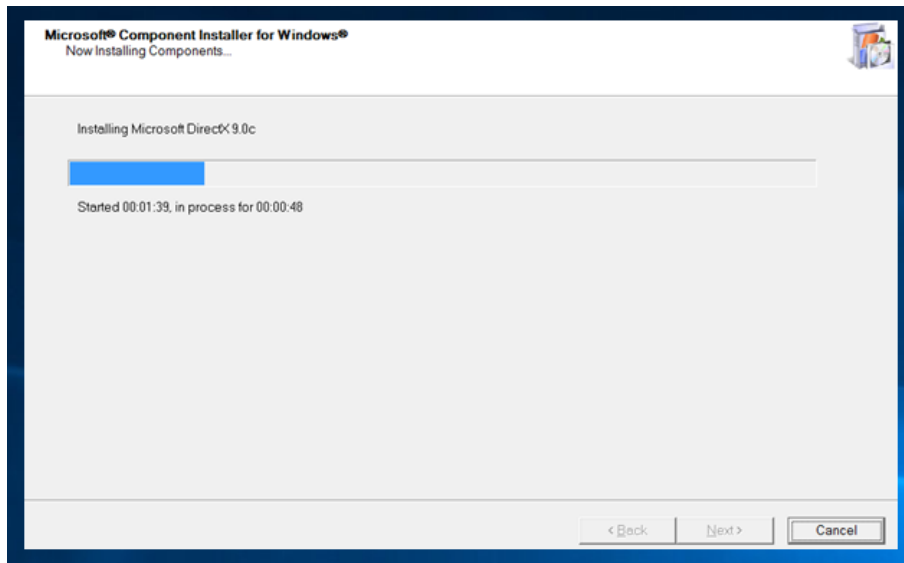 Microsoft® Component Installer for Windows®
Now Installing Components...
Installing Microsoft DirectX 9.0c
Started 00:01:39, in process for 00:00:48
< Back
Next >
Cancel